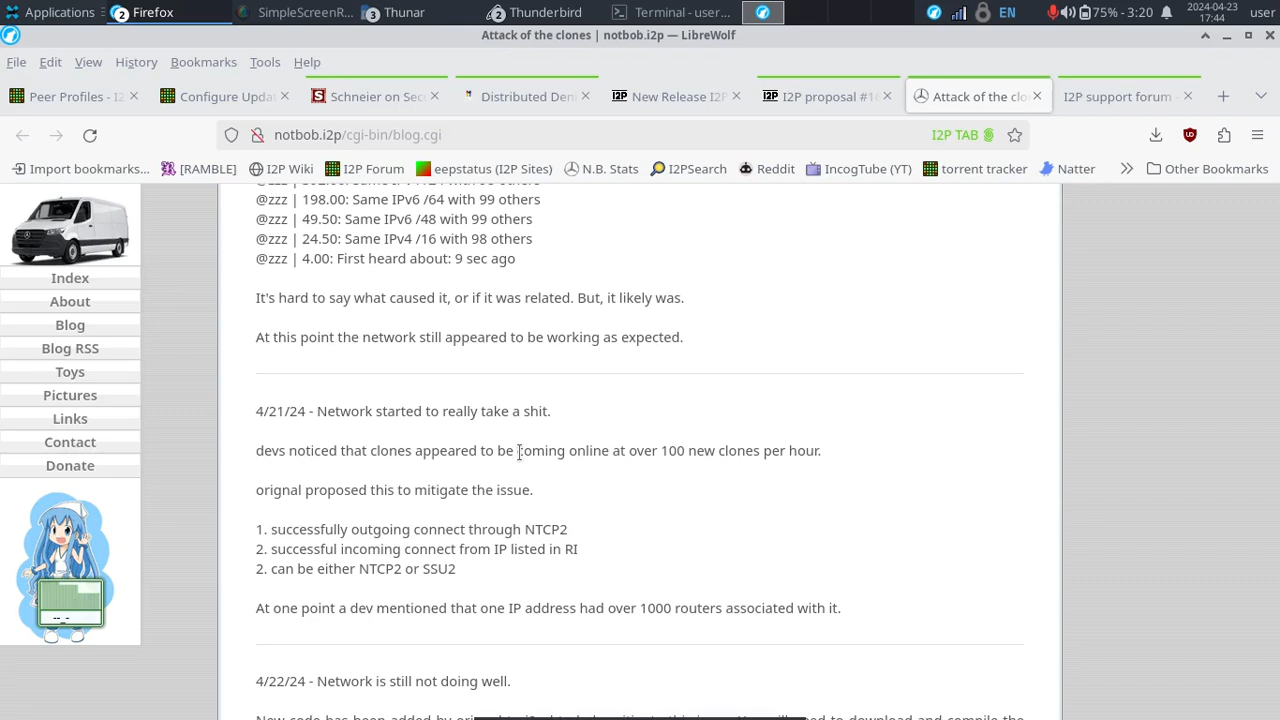 Applications
2 Firefox
SimpleScreenR...
3 Thunar
2 Thunderbird
Terminal - user...
EN
75% - 3:20
2024-04-23
17:44
user
Attack of the clones | notbob.i2p — LibreWolf
File Edit View History Bookmarks Tools Help
Peer Profiles - I2
Configure Updat
Schneier on Sec
Distributed Deni
New Release I2P
I2P proposal #16
Attack of the clo
I2P support forum -
notbob.i2p/cgi-bin/blog.cgi
I2P TAB
Import bookmarks...
[RAMBLE]
I2P Wiki
I2P Forum
eepstatus (I2P Sites)
N.B. Stats
I2PSearch
Reddit
IncogTube (YT)
torrent tracker
Natter
Other Bookmarks
Index
About
Blog
Blog RSS
Toys
Pictures
Links
Contact
Donate
@zzz | 198.00: Same IPv6 /64 with 99 others
@zzz | 49.50: Same IPv6 /48 with 99 others
@zzz | 24.50: Same IPv4 /16 with 98 others
@zzz | 4.00: First heard about: 9 sec ago
It's hard to say what caused it, or if it was related. But, it likely was.
At this point the network still appeared to be working as expected.
4/21/24 - Network started to really take a shit.
devs noticed that clones appeared to be coming online at over 100 new clones per hour.
orignal proposed this to mitigate the issue.
1. successfully outgoing connect through NTCP2
2. successful incoming connect from IP listed in RI
2. can be either NTCP2 or SSU2
At one point a dev mentioned that one IP address had over 1000 routers associated with it.
4/22/24 - Network is still not doing well.